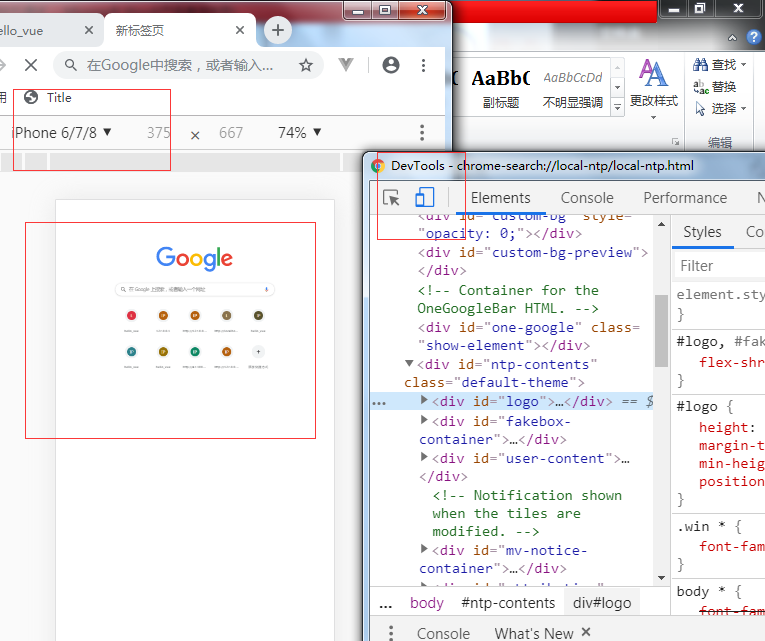 ello_vue
新标签页
在Google中搜索，或者输入...
用
Title
iPhone 6/7/8 ▼
375
×
667
74% ▼
Google
在 Google 上搜索，或者输入一个网址
AaBbC
AaBbCcDd
副标题
不明显强调
更改样式
查找
替换
选择
编辑
DevTools - chrome-search://local-ntp/local-ntp.html
Elements
Console
Performance
N
<div id="custom-bg" style=
"opacity: 0;"></div>
<div id="custom-bg-preview">
</div>
<!-- Container for the
OneGoogleBar HTML. -->
<div id="one-google" class=
"show-element"></div>
▼<div id="ntp-contents"
class="default-theme">
... ▶<div id="logo">…</div> == $
▶<div id="fakebox-
container">…</div>
▶<div id="user-content">…
</div>
<!-- Notification shown
when the tiles are
modified. -->
▶<div id="mv-notice-
container">…</div>
... body #ntp-contents div#logo
Styles
Co
Filter
element.sty
}
#logo, #fak
flex-shr
}
#logo {
height:
margin-t
min-heig
position
}
.win * {
font-fam
}
body * {
font-fam
Console
What's New ×